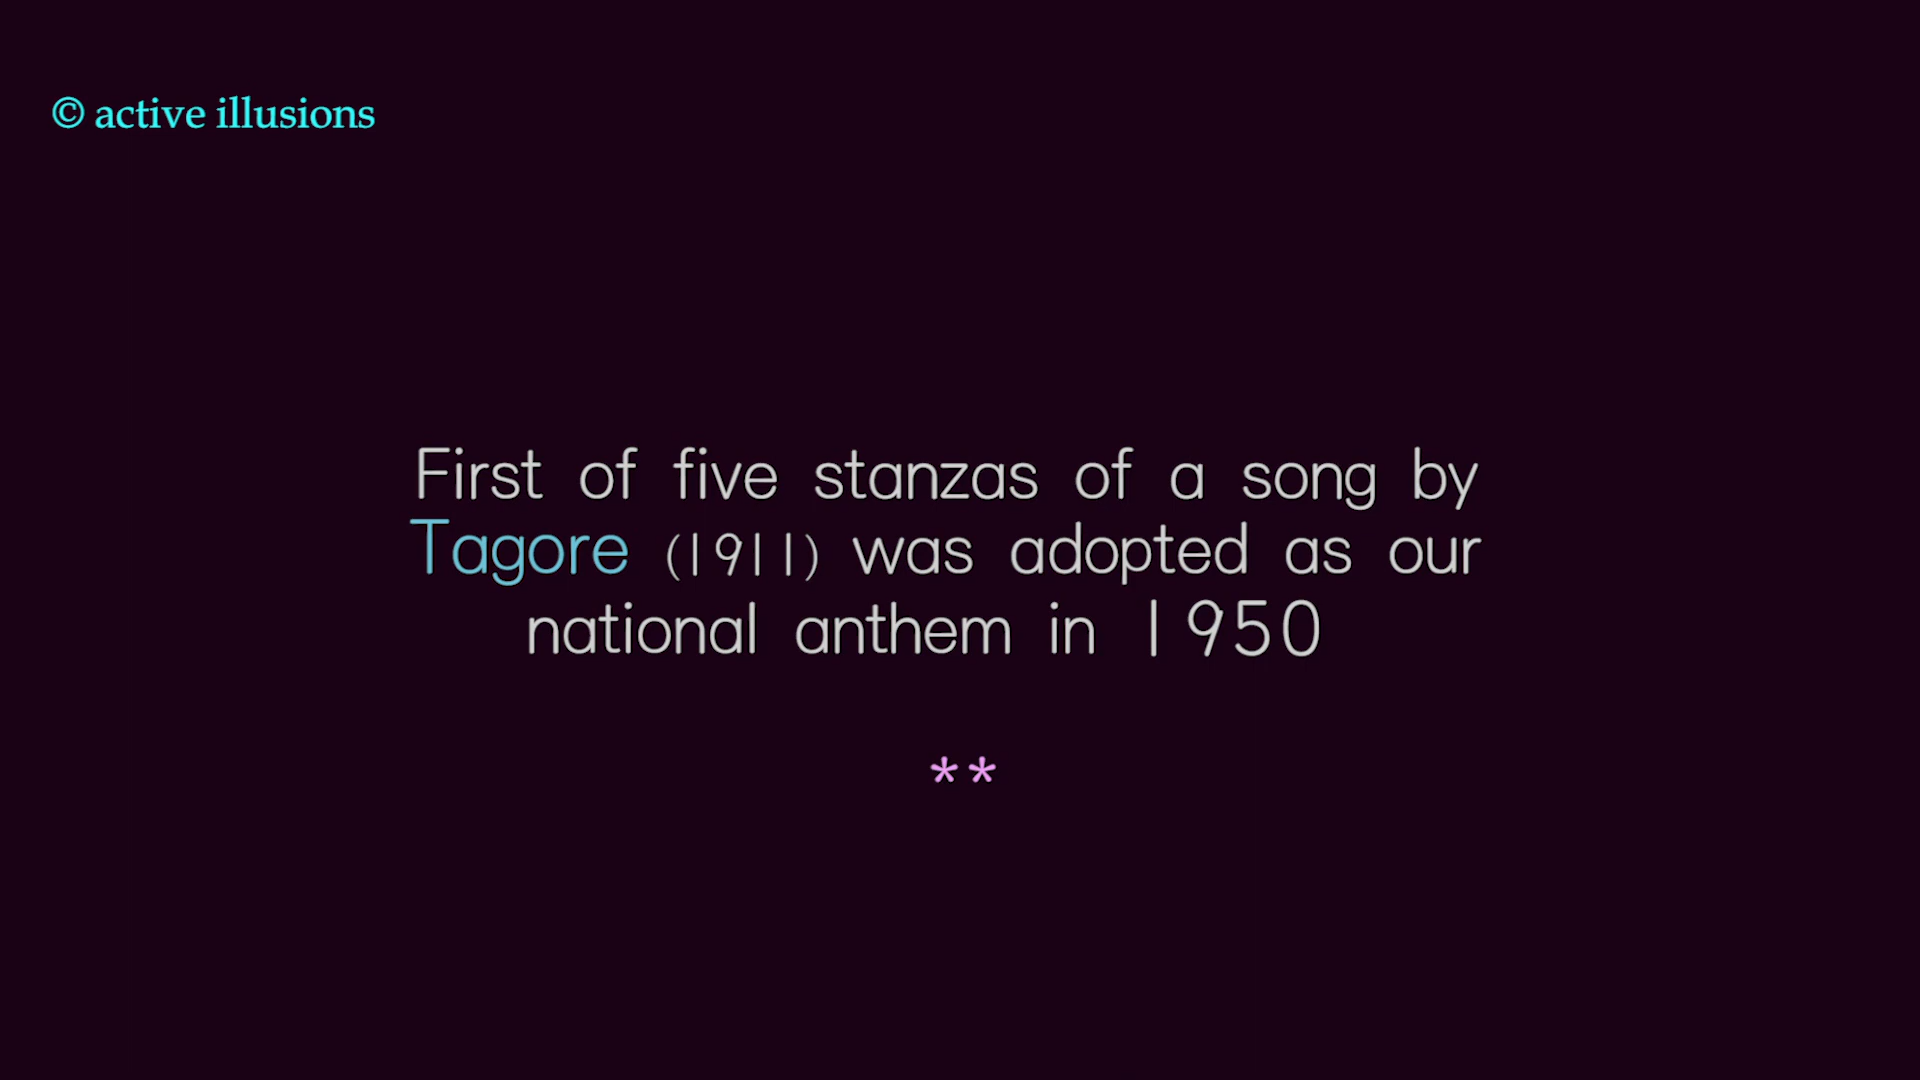 © active illusions
First of five stanzas of a song by
Tagore (1911) was adopted as our
national anthem in 1950
**